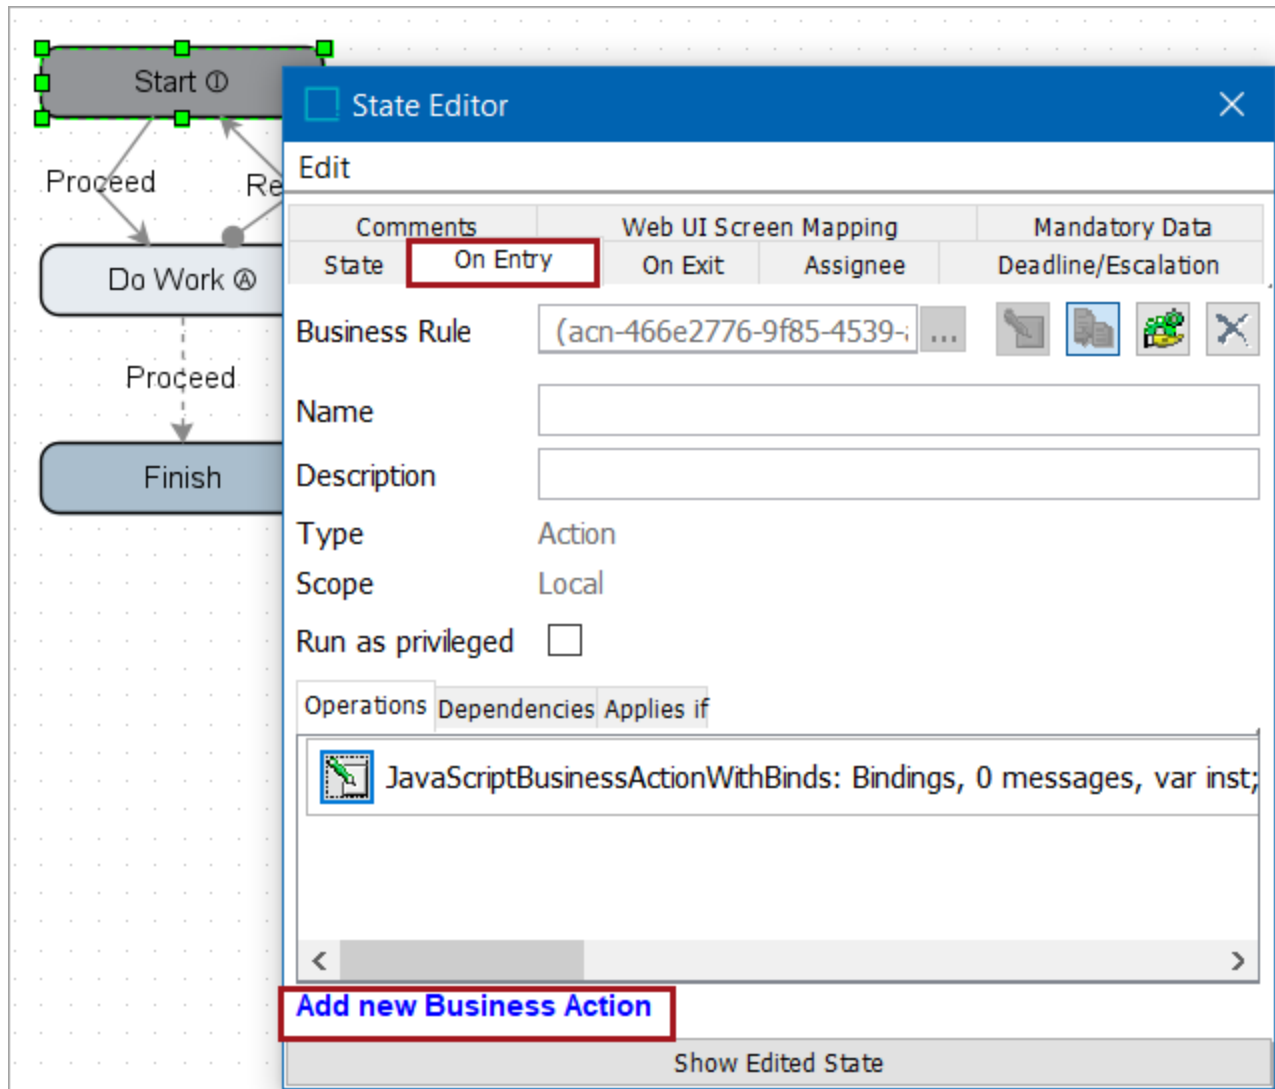 Start ①
Proceed
Re
Do Work Ⓐ
Proceed
Finish
State Editor
Edit
Comments Web UI Screen Mapping Mandatory Data
State On Entry On Exit Assignee Deadline/Escalation
Business Rule (acn-466e2776-9f85-4539- ...
Name
Description
Type Action
Scope Local
Run as privileged
Operations Dependencies Applies if
JavaScriptBusinessActionWithBinds: Bindings, 0 messages, var inst;
Add new Business Action
Show Edited State